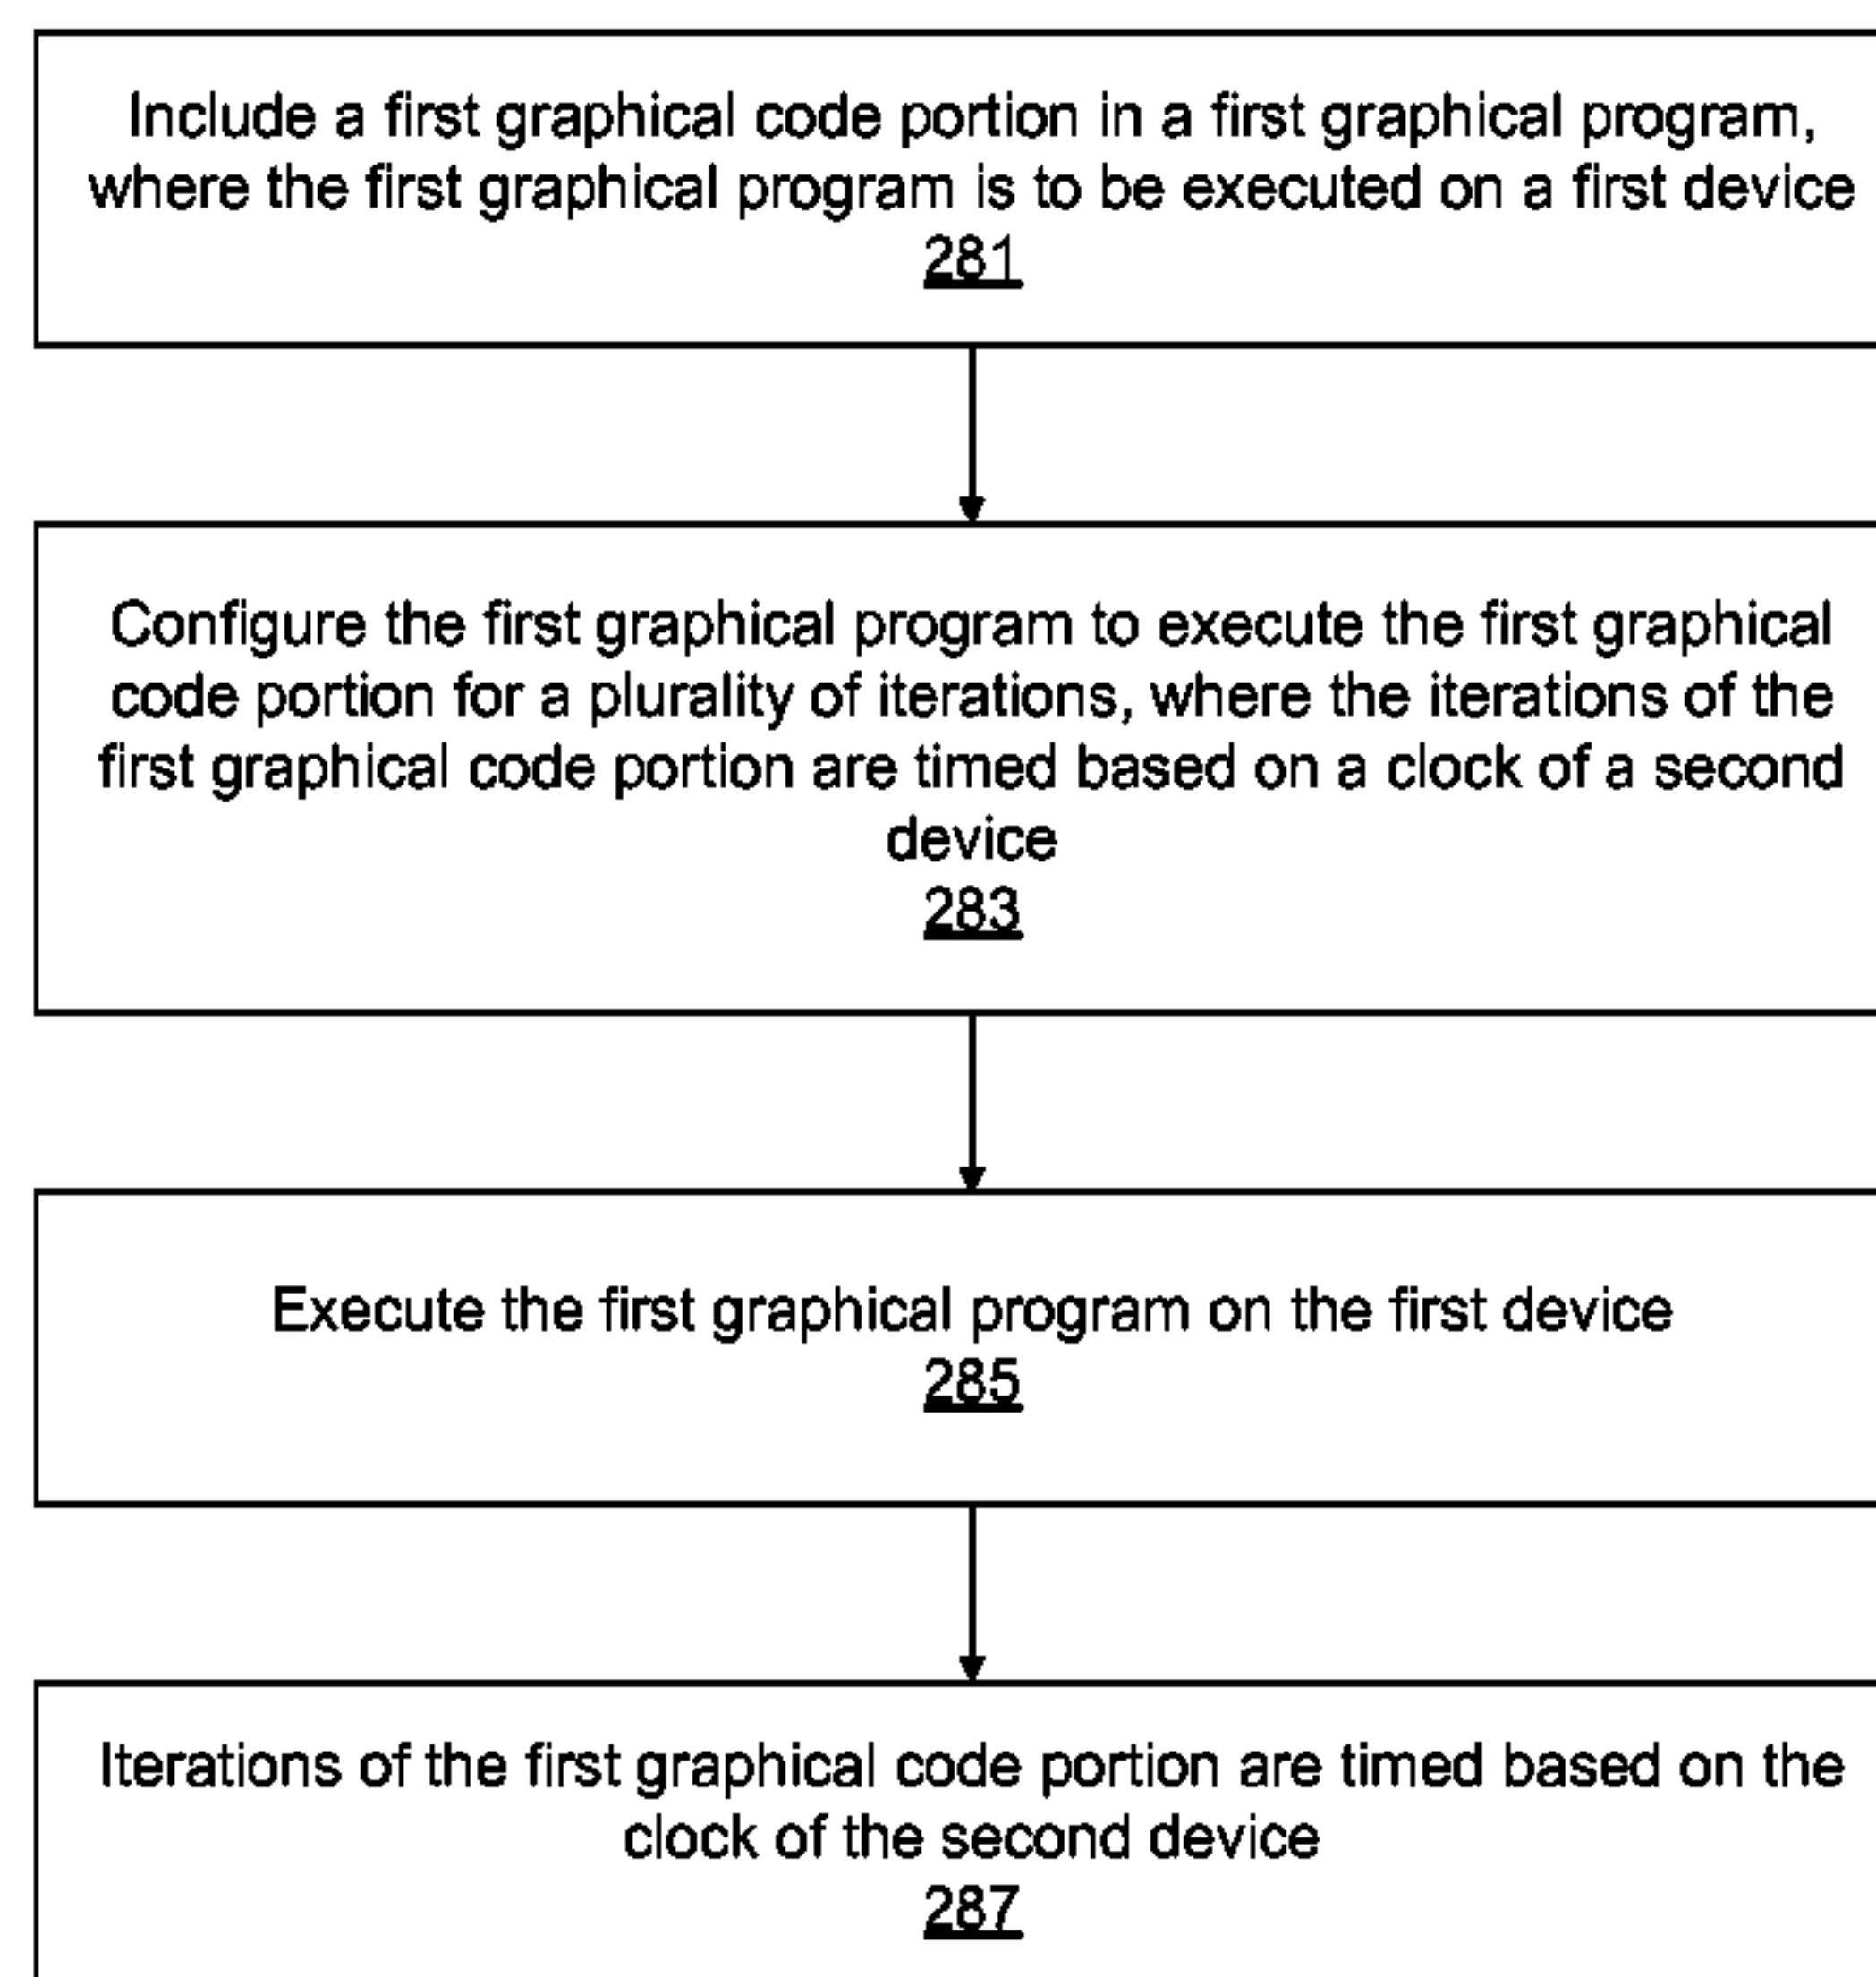 Include a first graphical code portion in a first graphical program,
where the first graphical program is to be executed on a first device
281
Configure the first graphical program to execute the first graphical
code portion for a plurality of iterations, where the iterations of the
first graphical code portion are timed based on a clock of a second
device
283
Execute the first graphical program on the first device
285
Iterations of the first graphical code portion are timed based on the
clock of the second device
287